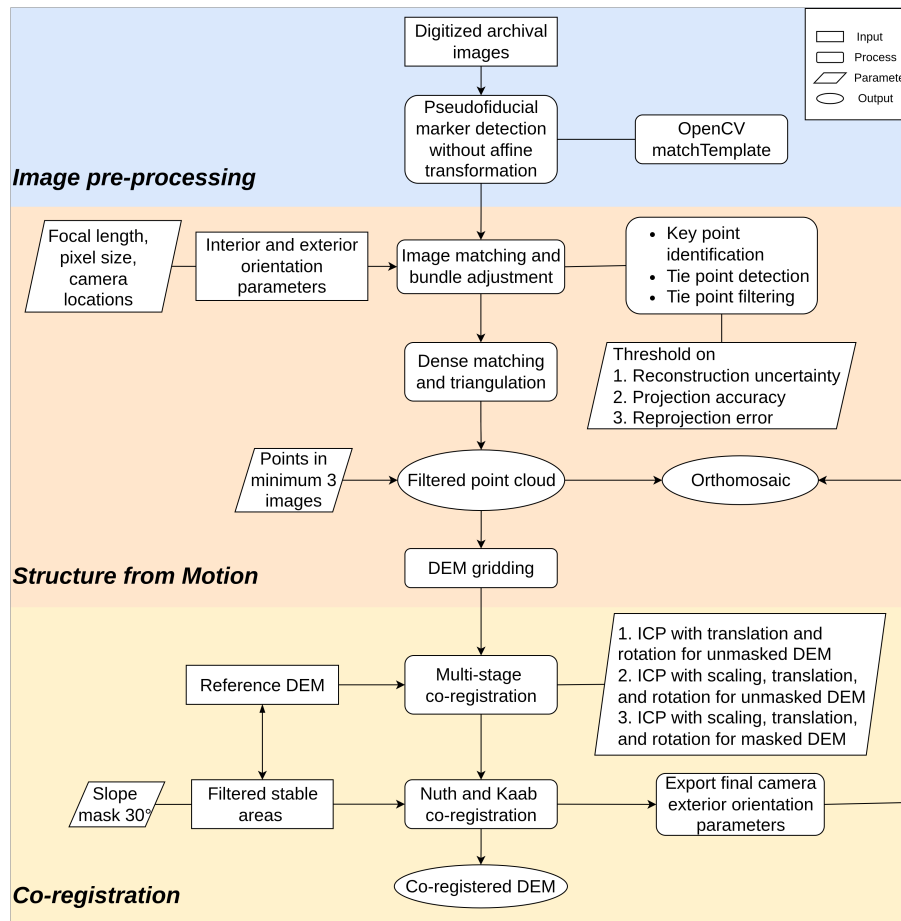 Digitized archival
images
Input
Process
Paramete
Output
Pseudofiducial
marker detection
without affine
transformation
OpenCV
matchTemplate
Image pre-processing
Focal length,
pixel size,
camera
locations
Interior and exterior
orientation
parameters
Image matching and
bundle adjustment
• Key point
identification
• Tie point detection
• Tie point filtering
Dense matching
and triangulation
Threshold on
1. Reconstruction uncertainty
2. Projection accuracy
3. Reprojection error
Points in
minimum 3
images
Filtered point cloud
Orthomosaic
DEM gridding
Structure from Motion
Reference DEM
Multi-stage
co-registration
1. ICP with translation and
rotation for unmasked DEM
2. ICP with scaling, translation,
and rotation for unmasked DEM
3. ICP with scaling, translation,
and rotation for masked DEM
Slope
mask 30°
Filtered stable
areas
Nuth and Kaab
co-registration
Export final camera
exterior orientation
parameters
Co-registered DEM
Co-registration